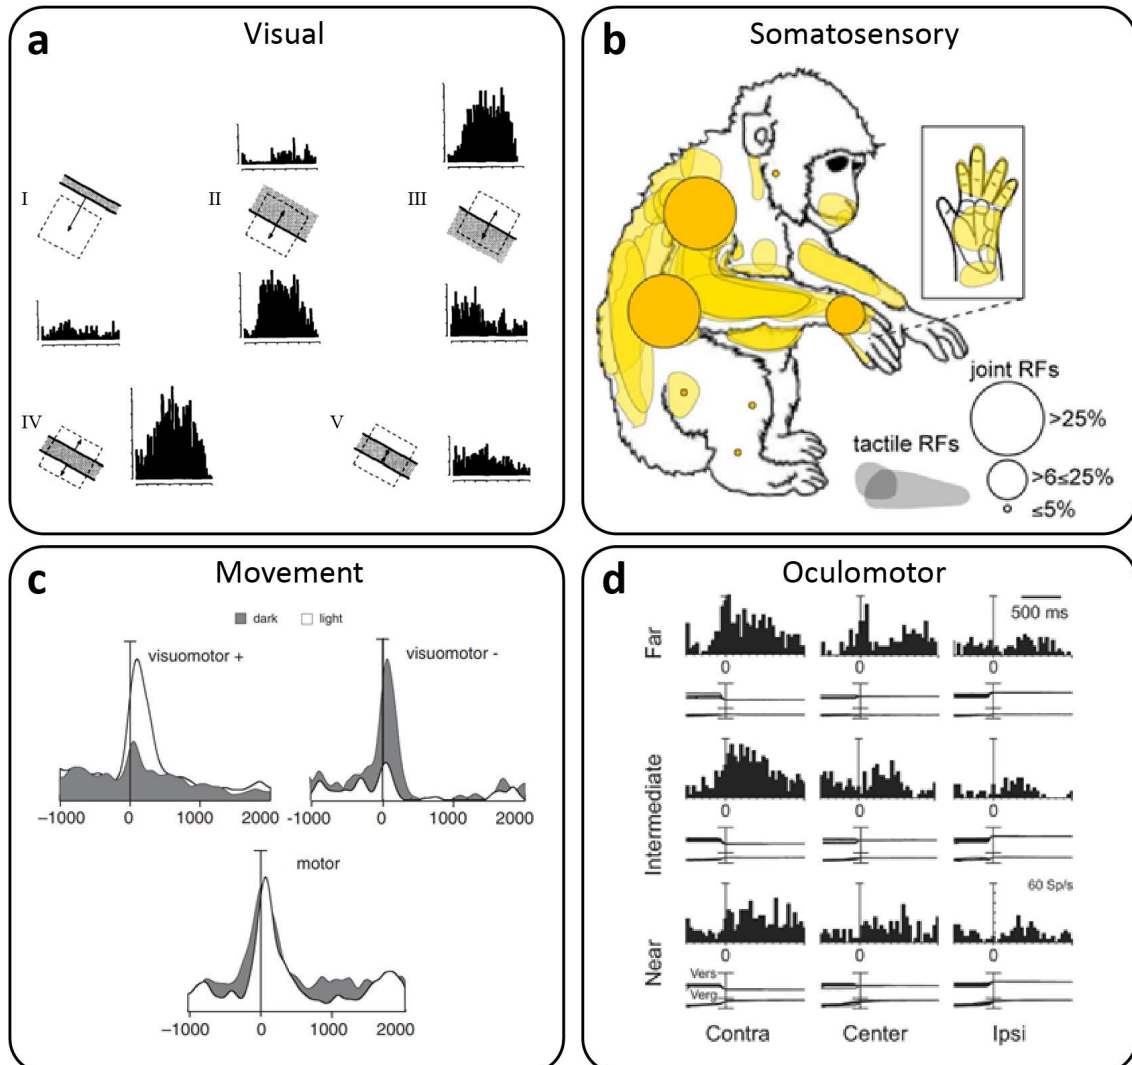 a
Visual
I
II
III
IV
V
b
Somatosensory
joint RFs
>25%
tactile RFs
>6≤25%
≤5%
c
Movement
dark light
visuomotor +
visuomotor -
−1000 0 1000 2000
-1000 0 1000 2000
motor
−1000 0 1000 2000
d
Oculomotor
500 ms
Far
0 0 0
Intermediate
0 0 0
60 Sp/s
Near
0 0 0
Vers
Verg
Contra Center Ipsi